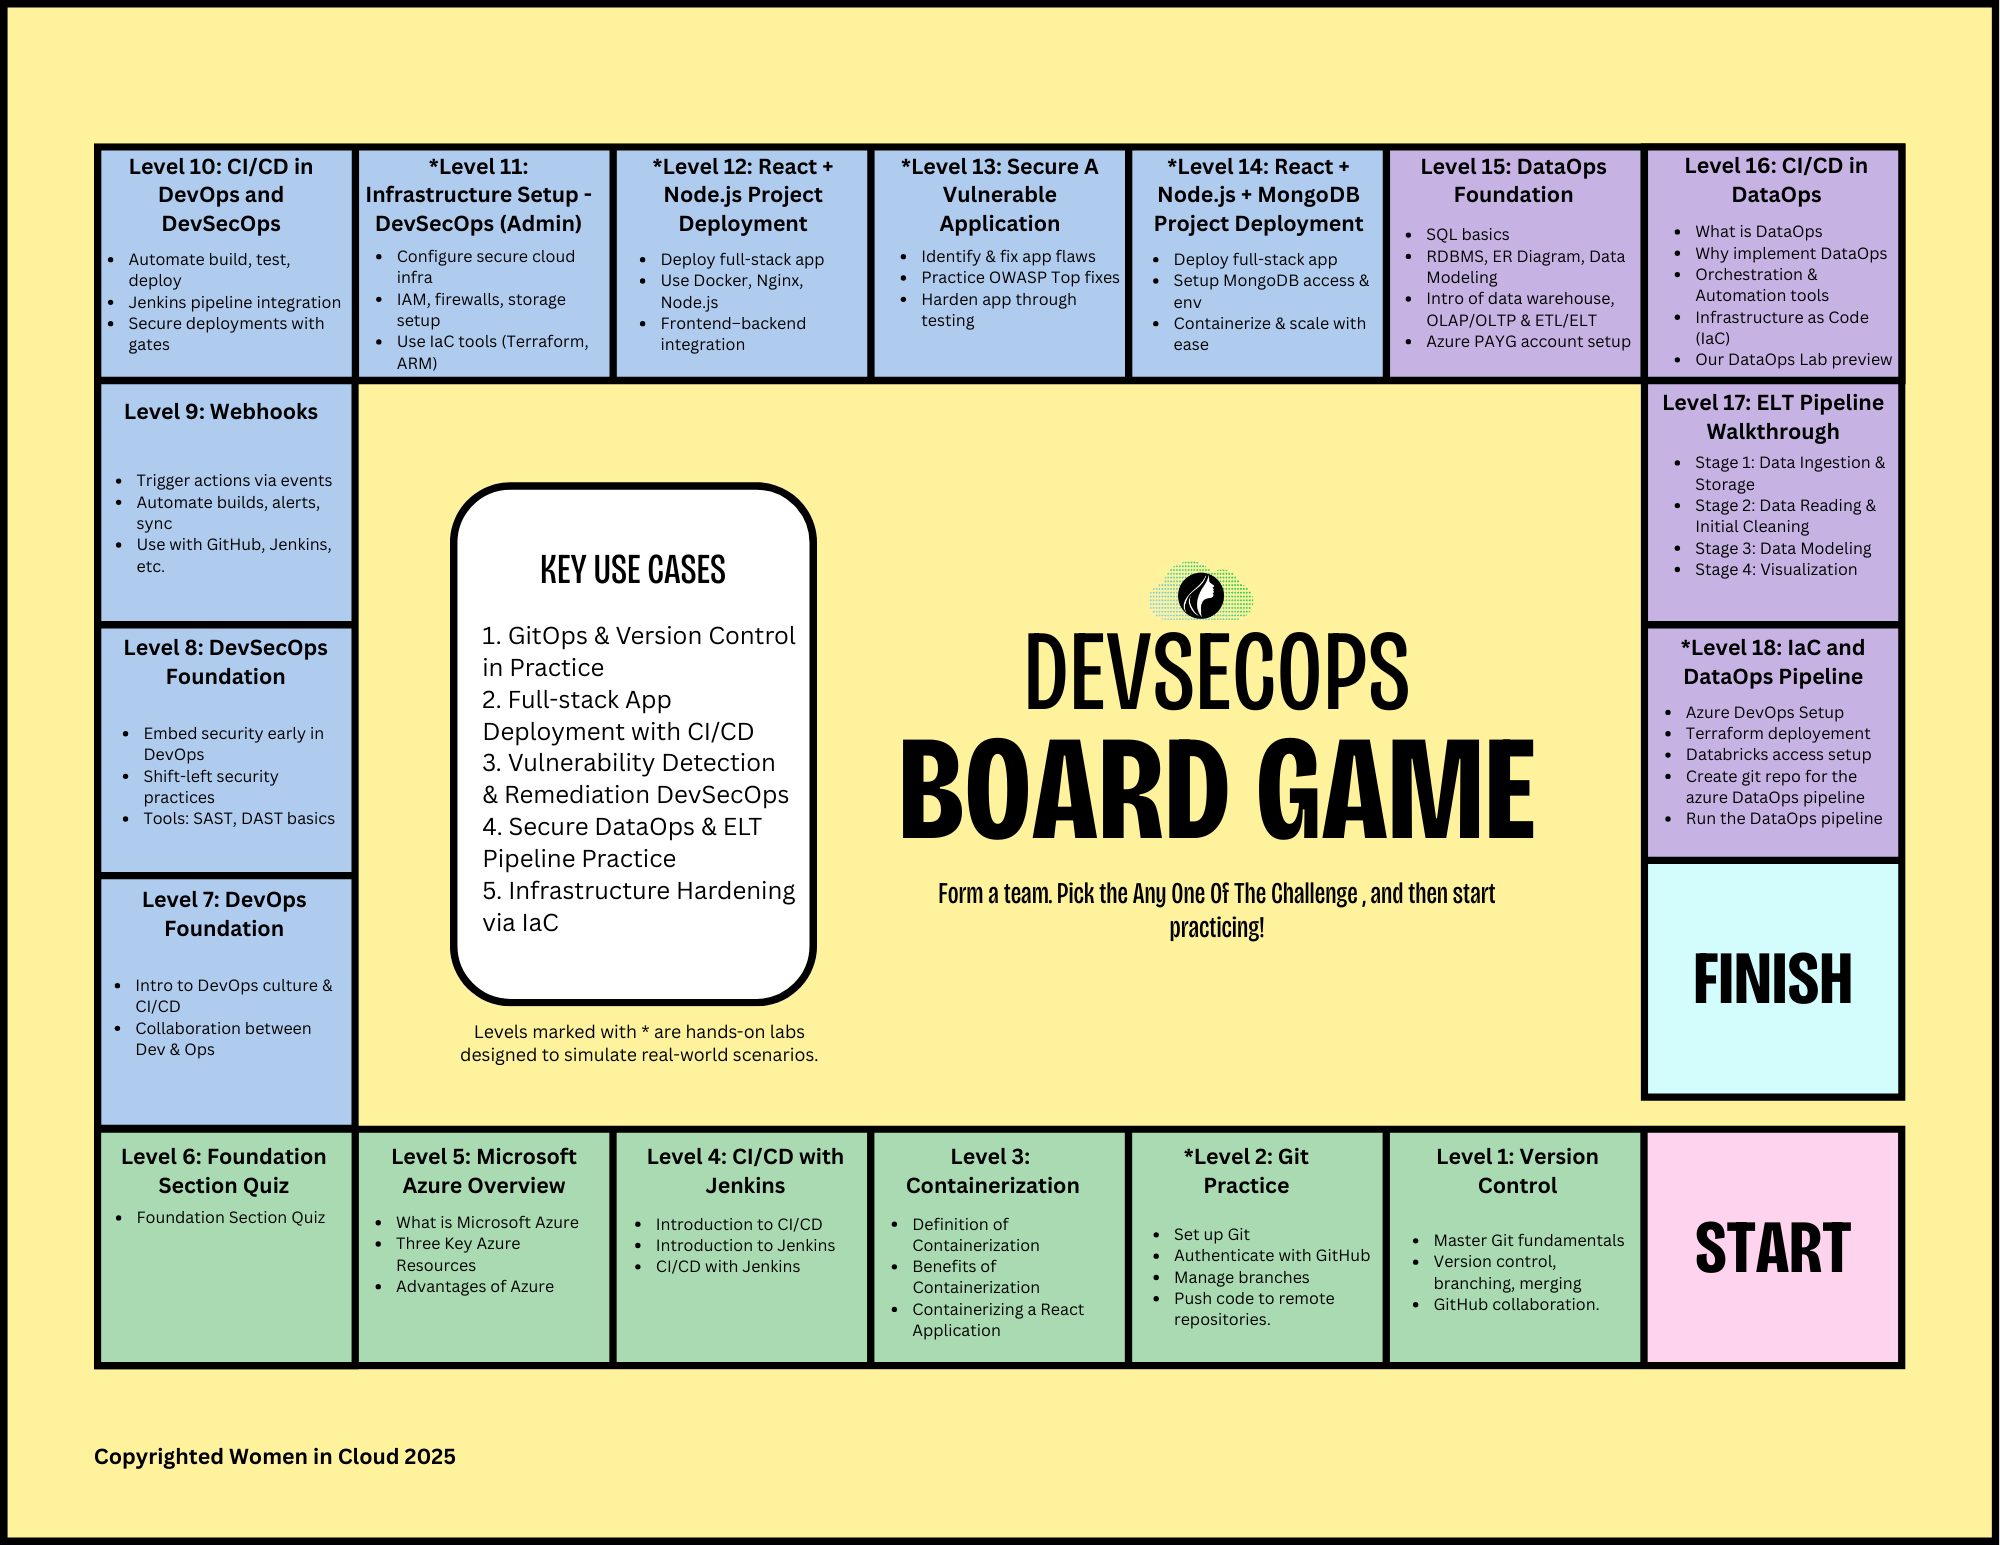 Level 10: CI/CD in
DevOps and
DevSecOps
Automate build, test,
deploy
Jenkins pipeline integration
Secure deployments with
gates
*Level 11:
Infrastructure Setup -
DevSecOps (Admin)
Configure secure cloud
infra
IAM, firewalls, storage
setup
Use IaC tools (Terraform,
ARM)
*Level 12: React +
Node.js Project
Deployment
Deploy full-stack app
Use Docker, Nginx,
Node.js
Frontend–backend
integration
*Level 13: Secure A
Vulnerable
Application
Identify & fix app flaws
Practice OWASP Top fixes
Harden app through
testing
*Level 14: React +
Node.js + MongoDB
Project Deployment
Deploy full-stack app
Setup MongoDB access &
env
Containerize & scale with
ease
Level 15: DataOps
Foundation
SQL basics
RDBMS, ER Diagram, Data
Modeling
Intro of data warehouse,
OLAP/OLTP & ETL/ELT
Azure PAYG account setup
Level 16: CI/CD in
DataOps
What is DataOps
Why implement DataOps
Orchestration &
Automation tools
Infrastructure as Code
(IaC)
Our DataOps Lab preview
Level 9: Webhooks
Trigger actions via events
Automate builds, alerts,
sync
Use with GitHub, Jenkins,
etc.
Level 17: ELT Pipeline
Walkthrough
Stage 1: Data Ingestion &
Storage
Stage 2: Data Reading &
Initial Cleaning
Stage 3: Data Modeling
Stage 4: Visualization
Level 8: DevSecOps
Foundation
Embed security early in
DevOps
Shift-left security
practices
Tools: SAST, DAST basics
*Level 18: IaC and
DataOps Pipeline
Azure DevOps Setup
Terraform deployement
Databricks access setup
Create git repo for the
azure DataOps pipeline
Run the DataOps pipeline
Level 7: DevOps
Foundation
Intro to DevOps culture &
CI/CD
Collaboration between
Dev & Ops
FINISH
KEY USE CASES
1. GitOps & Version Control
in Practice
2. Full-stack App
Deployment with CI/CD
3. Vulnerability Detection
& Remediation DevSecOps
4. Secure DataOps & ELT
Pipeline Practice
5. Infrastructure Hardening
via IaC
Levels marked with * are hands-on labs
designed to simulate real-world scenarios.
DEVSECOPS
BOARD GAME
Form a team. Pick the Any One Of The Challenge , and then start
practicing!
Level 6: Foundation
Section Quiz
Foundation Section Quiz
Level 5: Microsoft
Azure Overview
What is Microsoft Azure
Three Key Azure
Resources
Advantages of Azure
Level 4: CI/CD with
Jenkins
Introduction to CI/CD
Introduction to Jenkins
CI/CD with Jenkins
Level 3:
Containerization
Definition of
Containerization
Benefits of
Containerization
Containerizing a React
Application
*Level 2: Git
Practice
Set up Git
Authenticate with GitHub
Manage branches
Push code to remote
repositories.
Level 1: Version
Control
Master Git fundamentals
Version control,
branching, merging
GitHub collaboration.
START
Copyrighted Women in Cloud 2025